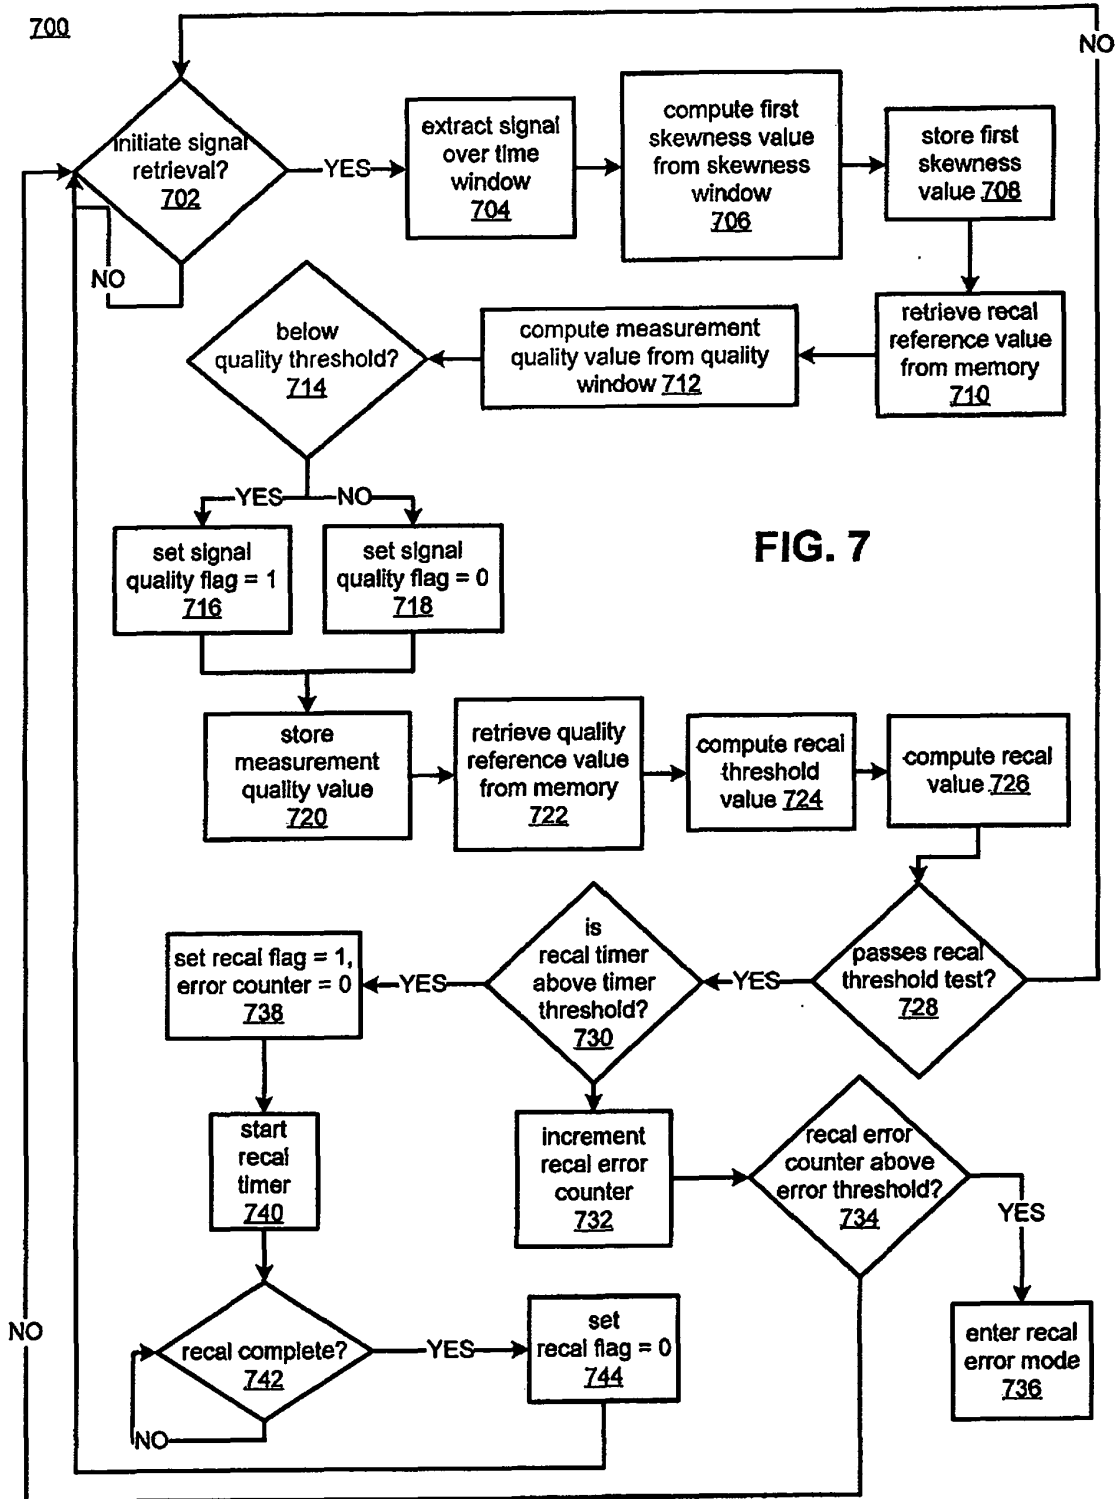 700
NO
initiate signal
retrieval?
702
YES
extract signal
over time
window
704
compute first
skewness value
from skewness
window
706
store first
skewness
value 708
NO
below
quality threshold?
714
compute measurement
quality value from quality
window 712
retrieve recal
reference value
from memory
710
YES
NO
set signal
quality flag = 1
716
set signal
quality flag = 0
718
FIG. 7
store
measurement
quality value
720
retrieve quality
reference value
from memory
722
compute recal
threshold
value 724
compute recal
value 726
set recal flag = 1,
error counter = 0
738
YES
is
recal timer
above timer
threshold?
730
YES
passes recal
threshold test?
728
start
recal
timer
740
increment
recal error
counter
732
recal error
counter above
error threshold?
734
YES
NO
recal complete?
742
YES
set
recal flag = 0
744
enter recal
error mode
736
NO